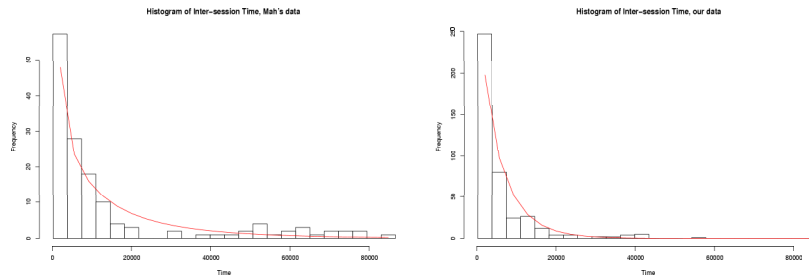 Histogram of Inter−session Time, Mah's data
Frequency
0
10
20
30
40
50
0 20000 40000 60000 80000
Time
Histogram of Inter−session Time, our data
Frequency
0
50
150
250
0 20000 40000 60000 80000
Time